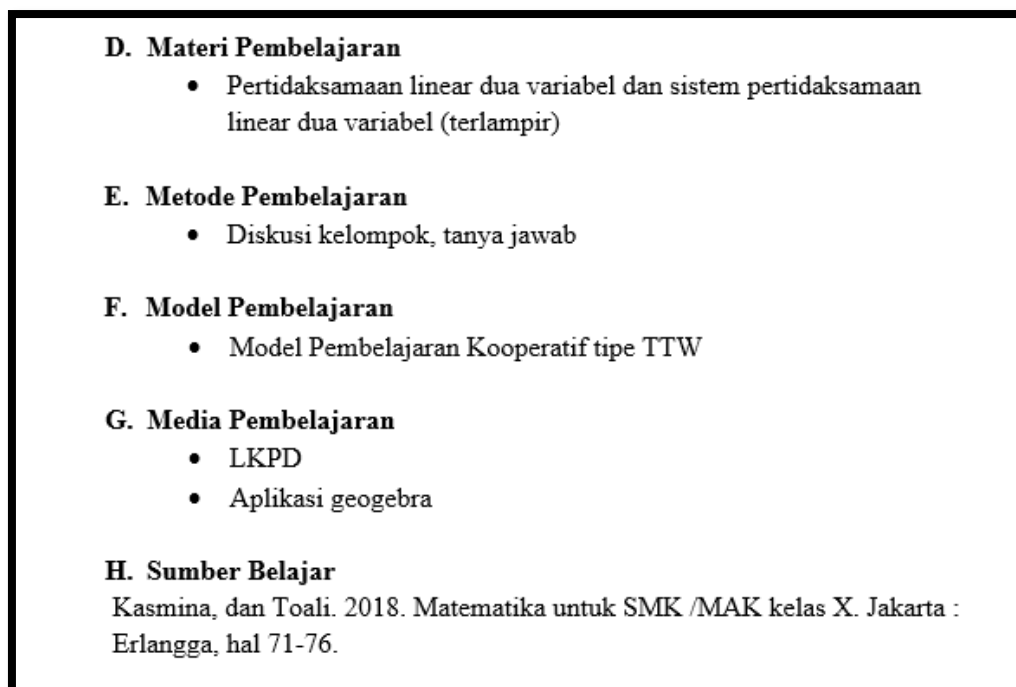 D. Materi Pembelajaran
• Pertidaksamaan linear dua variabel dan sistem pertidaksamaan
linear dua variabel (terlampir)
E. Metode Pembelajaran
• Diskusi kelompok, tanya jawab
F. Model Pembelajaran
• Model Pembelajaran Kooperatif tipe TTW
G. Media Pembelajaran
• LKPD
• Aplikasi geogebra
H. Sumber Belajar
Kasmina, dan Toali. 2018. Matematika untuk SMK /MAK kelas X. Jakarta :
Erlangga, hal 71-76.